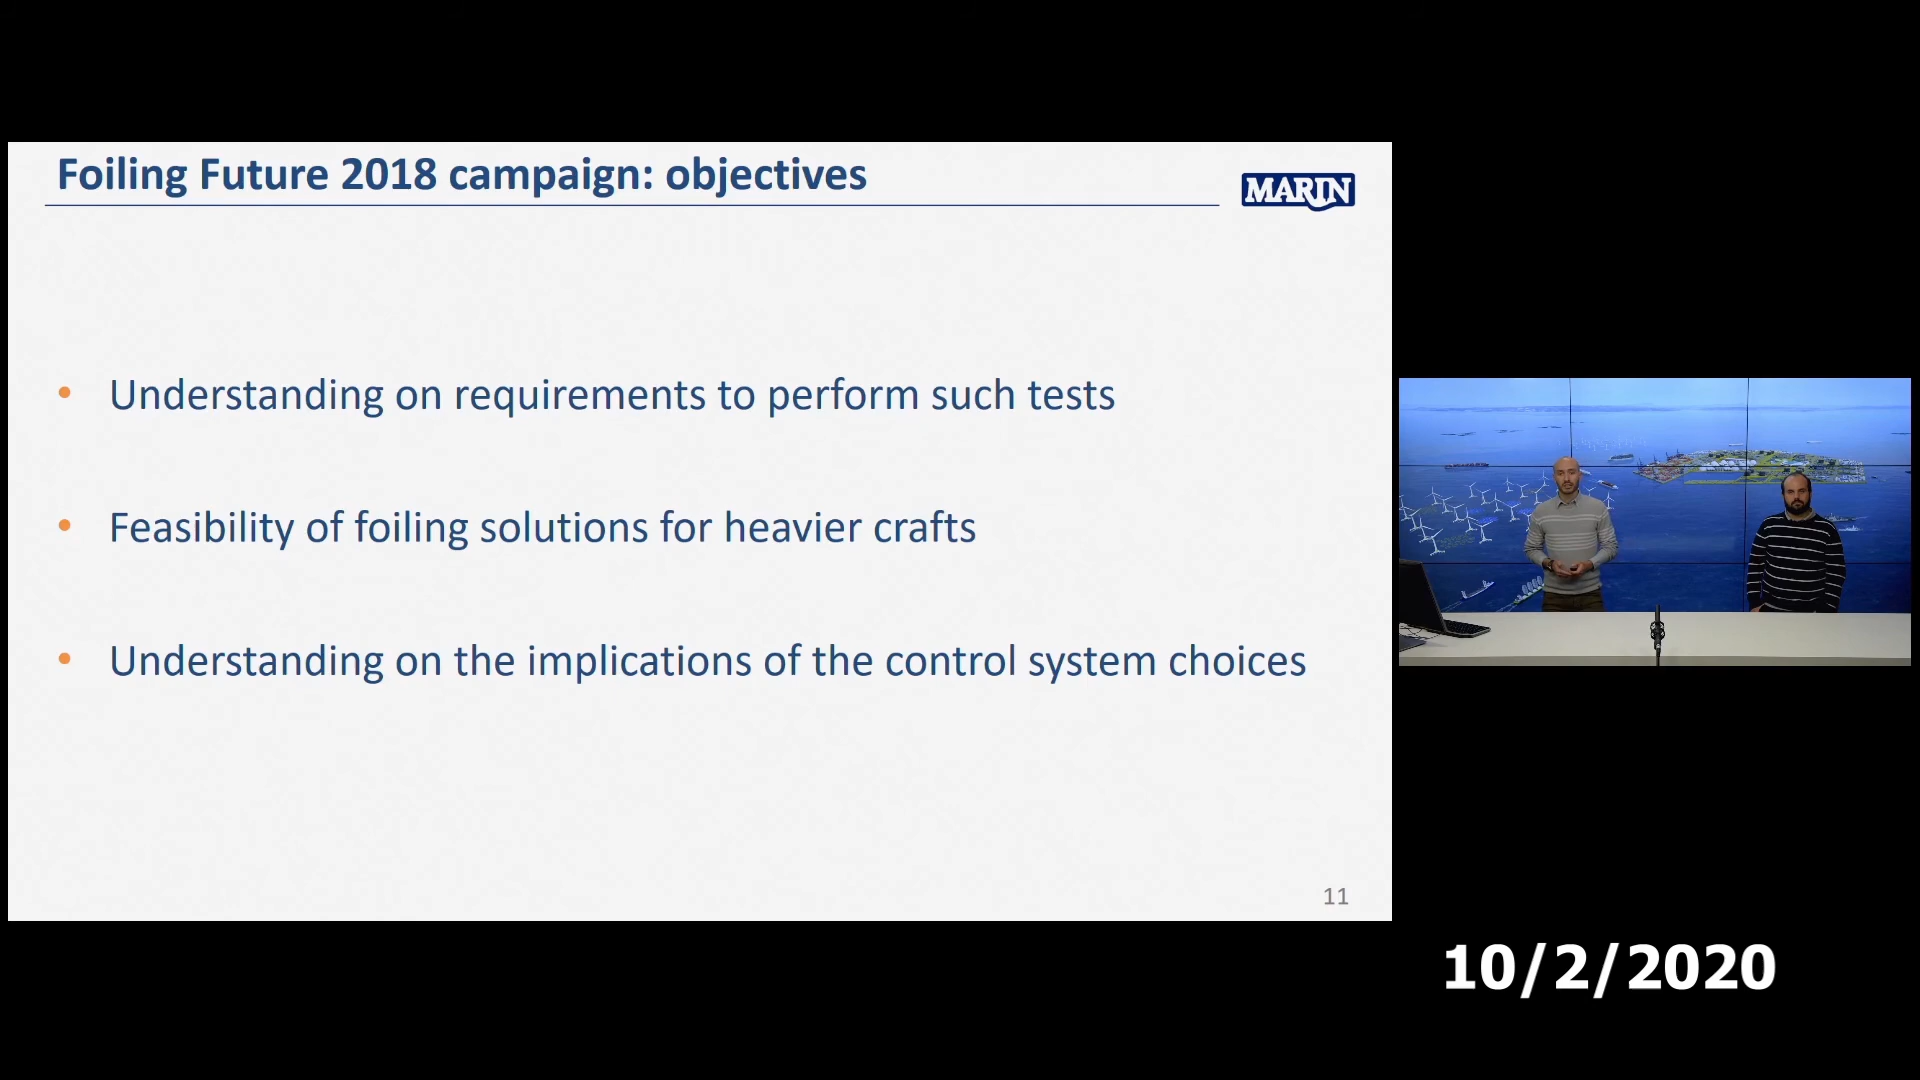 Foiling Future 2018 campaign: objectives
MARIN
• Understanding on requirements to perform such tests
• Feasibility of foiling solutions for heavier crafts
• Understanding on the implications of the control system choices
11
10/2/2020